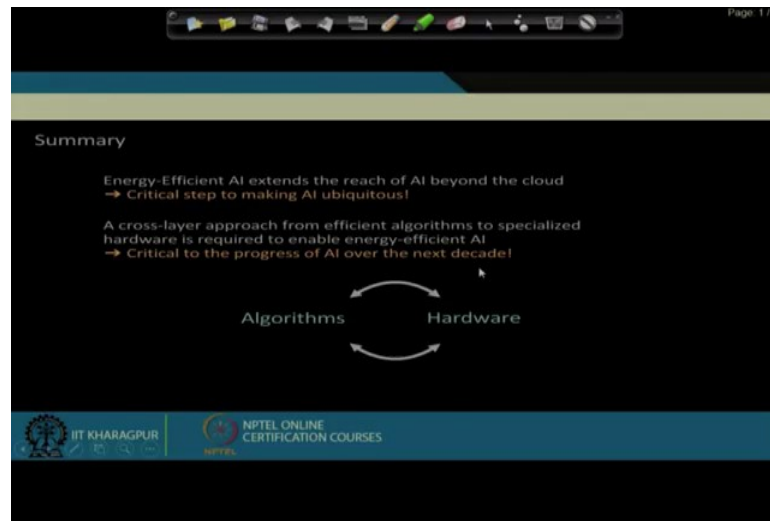 Page: 1 /
Summary
Energy-Efficient AI extends the reach of AI beyond the cloud
→ Critical step to making AI ubiquitous!
A cross-layer approach from efficient algorithms to specialized
hardware is required to enable energy-efficient AI
→ Critical to the progress of AI over the next decade!
Algorithms Hardware
IIT KHARAGPUR
NPTEL
NPTEL ONLINE
CERTIFICATION COURSES